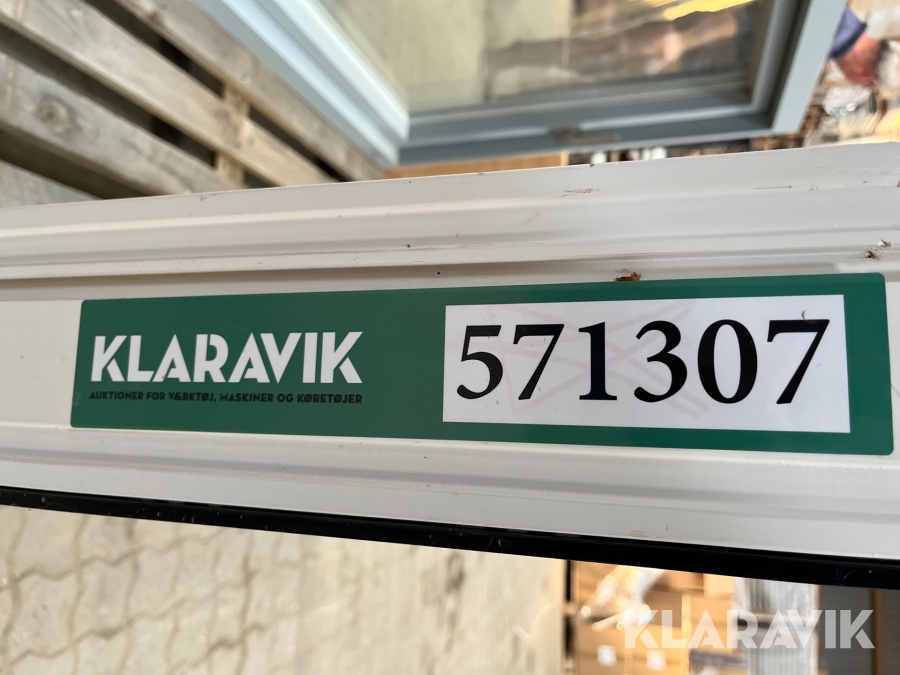 KLARAVIK
AUKTIONER FOR VÆRKTØJ, MASKINER OG KØRETØJER
571307
KLARAVIK